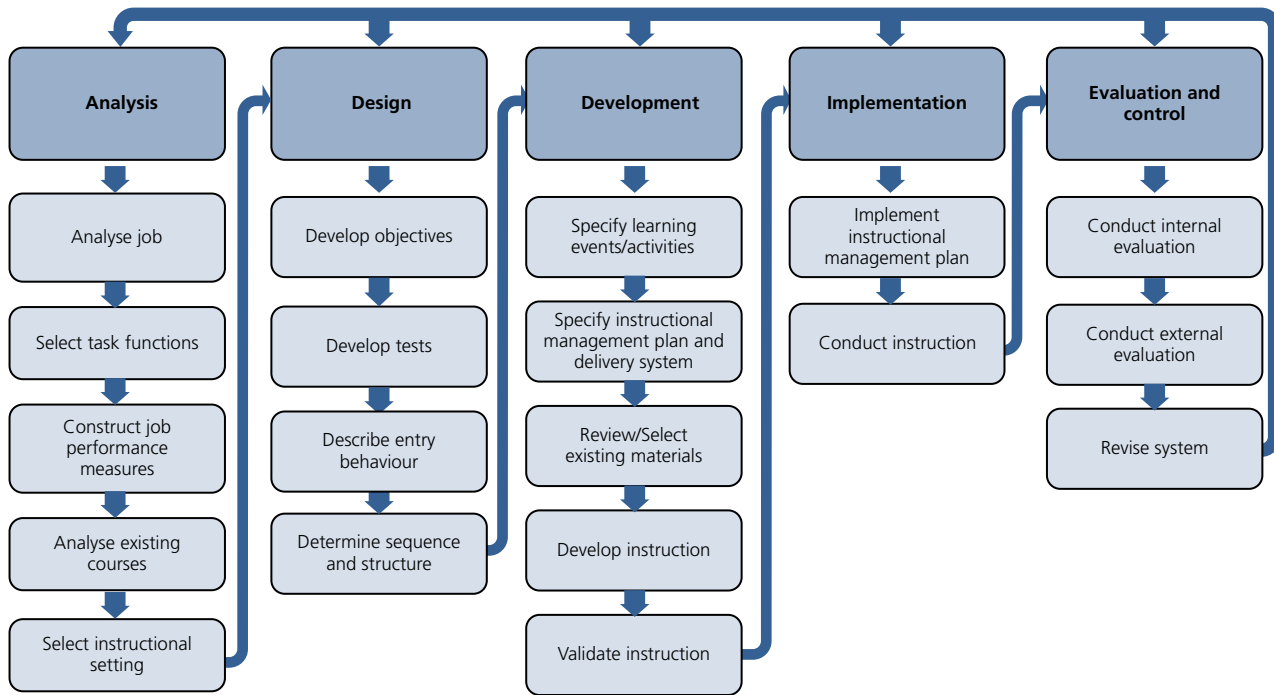 Analysis
Analyse job
Select task functions
Construct job
performance
measures
Analyse existing
courses
Select instructional
setting
Design
Develop objectives
Develop tests
Describe entry
behaviour
Determine sequence
and structure
Development
Specify learning
events/activities
Specify instructional
management plan and
delivery system
Review/Select
existing materials
Develop instruction
Validate instruction
Implementation
Implement
instructional
management plan
Conduct instruction
Evaluation and
control
Conduct internal
evaluation
Conduct external
evaluation
Revise system